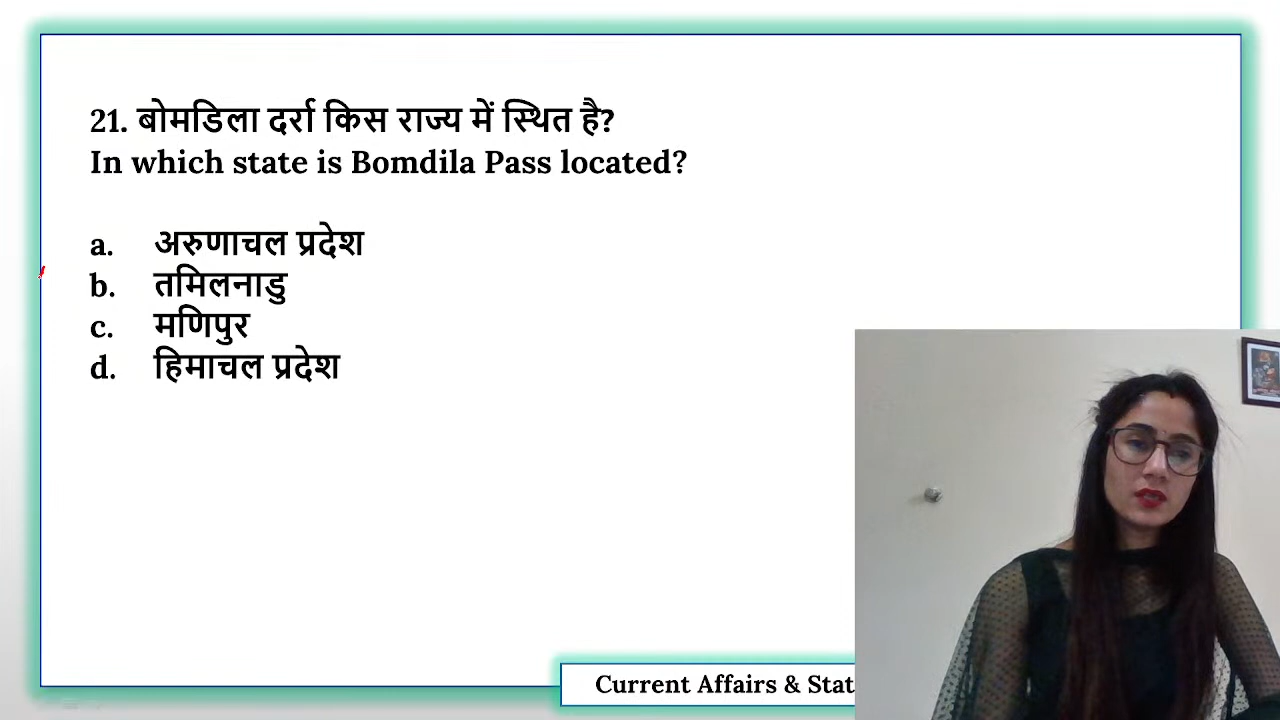 21. बोमडिला दर्रा किस राज्य में स्थित है?
In which state is Bomdila Pass located?
a. अरुणाचल प्रदेश
b. तमिलनाडु
c. मणिपुर
d. हिमाचल प्रदेश
Current Affairs & Stat